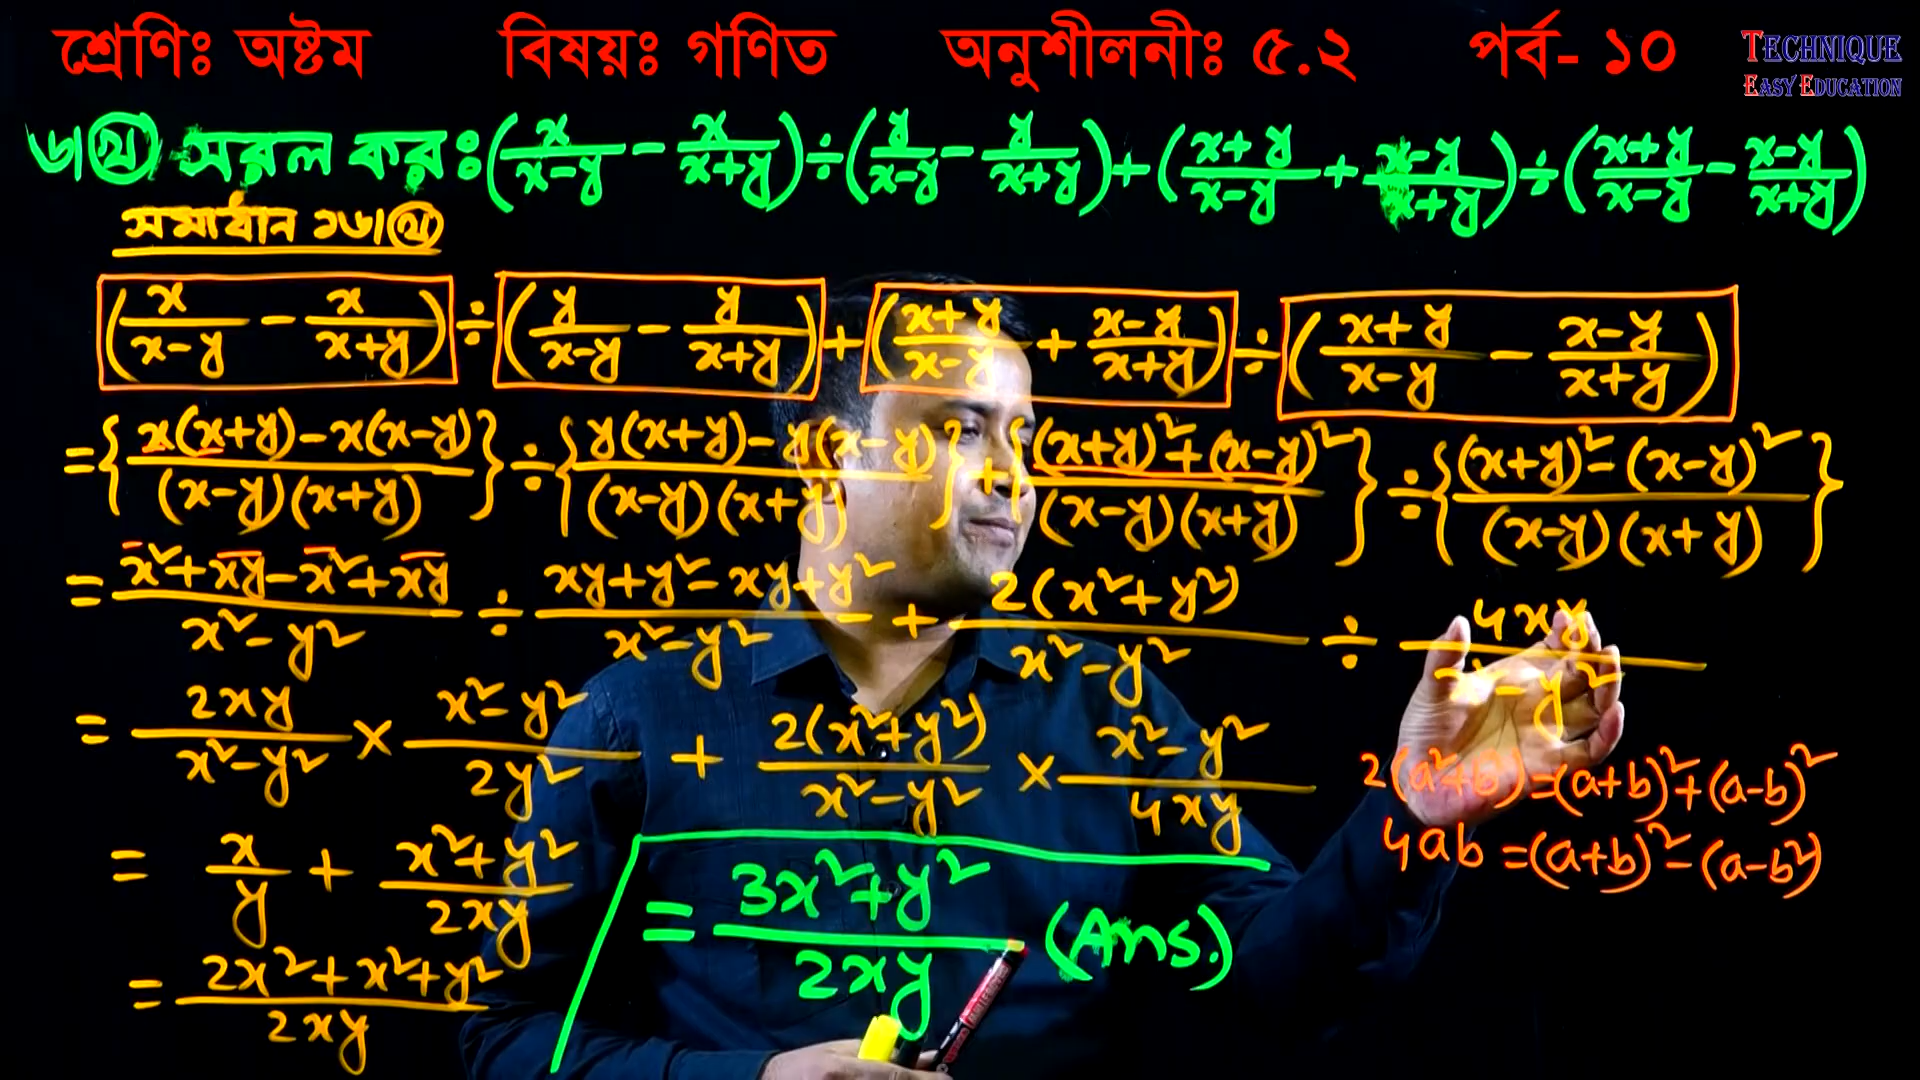 শ্রেণিঃ অষ্টম বিষয়ঃ গণিত অনুশীলনীঃ ৫.২ পর্ব- ১০ TECHNIQUE
EASY EDUCATION
৬।(খ) সরল কর: (x/(x-y) - x/(x+y)) ÷ (y/(x-y) - y/(x+y)) + ((x+y)/(x-y) + (x-y)/(x+y)) ÷ ((x+y)/(x-y) - (x-y)/(x+y))
সমাধান ১৬।(খ)
(x/(x-y) - x/(x+y)) ÷ (y/(x-y) - y/(x+y)) + ((x+y)/(x-y) + (x-y)/(x+y)) ÷ ((x+y)/(x-y) - (x-y)/(x+y))
= {(x(x+y)-x(x-y))/((x-y)(x+y))} ÷ {(y(x+y)-y(x-y))/((x-y)(x+y))} + {((x+y)²+(x-y)²)/((x-y)(x+y))} ÷ {((x+y)²-(x-y)²)/((x-y)(x+y))}
= (x²+xy-x²+xy)/(x²-y²) ÷ (xy+y²-xy+y²)/(x²-y²) + 2(x²+y²)/(x²-y²) ÷ 4xy/(x²-y²)
= 2xy/(x²-y²) × (x²-y²)/2y² + 2(x²+y²)/(x²-y²) × (x²-y²)/4xy
2(a²+b²)=(a+b)²+(a-b)²
4ab=(a+b)²-(a-b²)
= x/y + (x²+y²)/2xy
= (2x²+x²+y²)/2xy
= (3x²+y²)/2xy (Ans.)